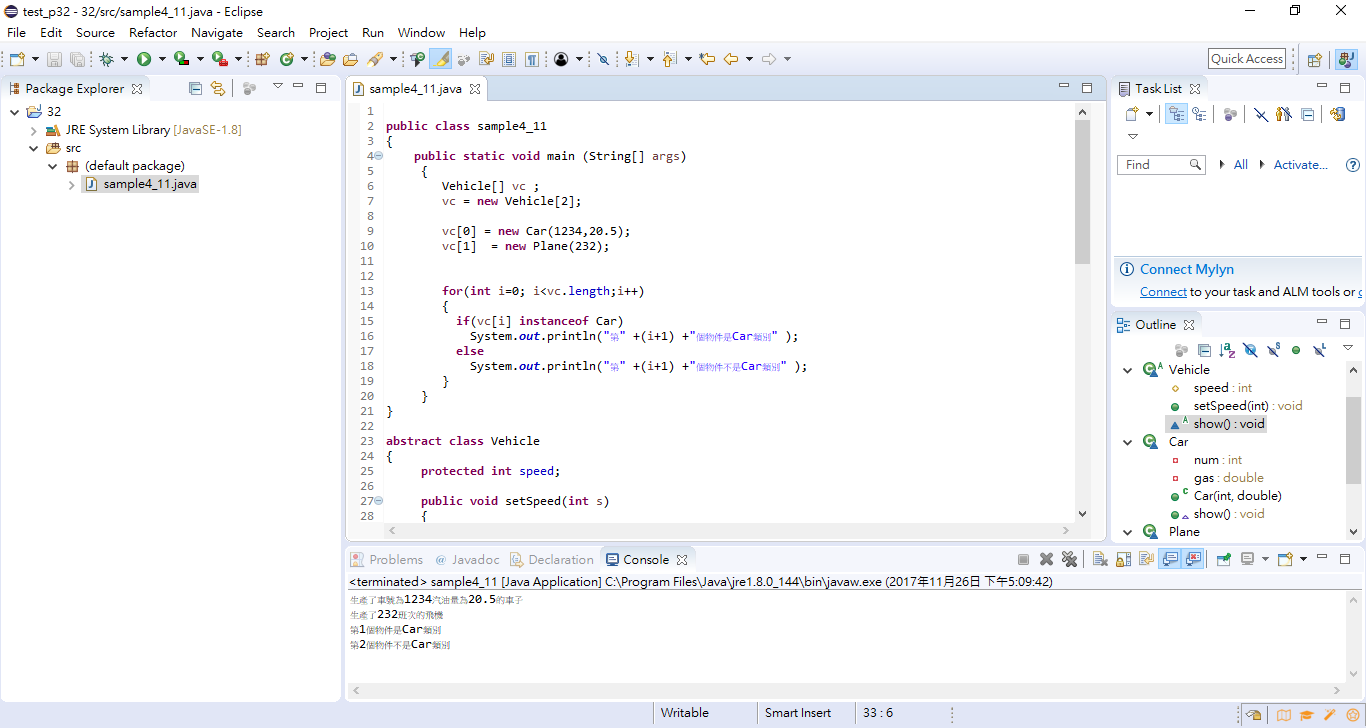 test_p32 - 32/src/sample4_11.java - Eclipse
File Edit Source Refactor Navigate Search Project Run Window Help
Quick Access
Package Explorer
32
JRE System Library [JavaSE-1.8]
src
(default package)
sample4_11.java
sample4_11.java
1
2 public class sample4_11
3 {
4 public static void main (String[] args)
5 {
6 Vehicle[] vc ;
7 vc = new Vehicle[2];
8
9 vc[0] = new Car(1234,20.5);
10 vc[1]  = new Plane(232);
11
12
13 for(int i=0; i<vc.length;i++)
14 {
15 if(vc[i] instanceof Car)
16 System.out.println("第" +(i+1) +"個物件是Car類別" );
17 else
18 System.out.println("第" +(i+1) +"個物件不是Car類別" );
19 }
20 }
21 }
22
23 abstract class Vehicle
24 {
25 protected int speed;
26
27 public void setSpeed(int s)
28 {
Task List
Find All Activate...
Connect Mylyn
Connect to your task and ALM tools or
Outline
Vehicle
speed : int
setSpeed(int) : void
show() : void
Car
num : int
gas : double
Car(int, double)
show() : void
Plane
Problems @ Javadoc Declaration Console
<terminated> sample4_11 [Java Application] C:\Program Files\Java\jre1.8.0_144\bin\javaw.exe (2017年11月26日 下午5:09:42)
生產了車號為1234汽油量為20.5的車子
生產了232班次的飛機
第1個物件是Car類別
第2個物件不是Car類別
Writable Smart Insert 33 : 6